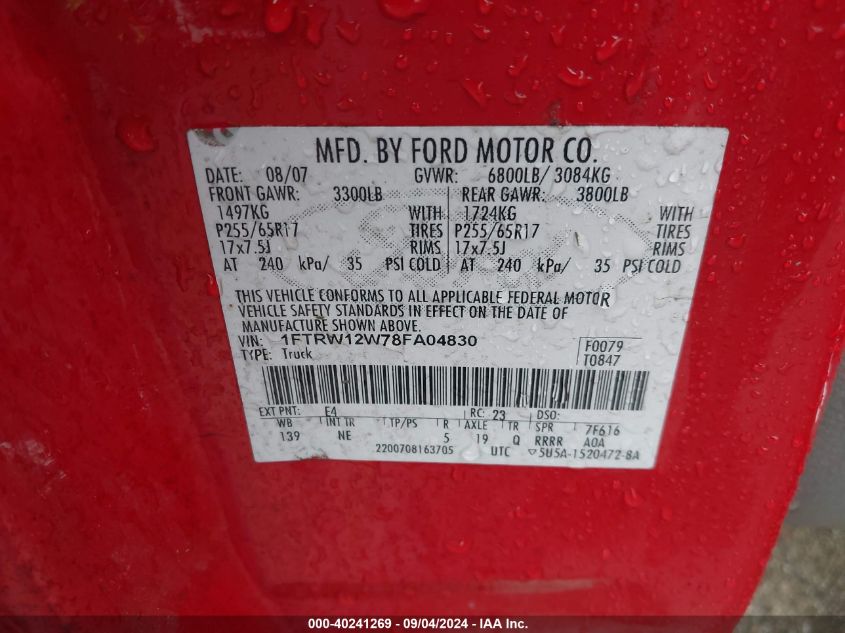 MFD. BY FORD MOTOR CO.
DATE: 08/07 GVWR: 6800LB/ 3084KG
FRONT GAWR: 3300LB REAR GAWR: 3800LB
1497KG WITH 1724KG WITH
P255/65R17 TIRES P255/65R17 TIRES
17x7.5J RIMS 17x7.5J RIMS
AT 240 kPa/ 35 PSI COLD AT 240 kPa/ 35 PSI COLD
THIS VEHICLE CONFORMS TO ALL APPLICABLE FEDERAL MOTOR
VEHICLE SAFETY STANDARDS IN EFFECT ON THE DATE OF
MANUFACTURE SHOWN ABOVE.
VIN: 1FTRW12W78FA04830 F0079
TYPE: Truck T0847
EXT PNT: E4 RC: 23 DSO:
WB INT TR TP/PS R AXLE TR SPR 7F616
139 NE 5 19 Q RRRR A0A
2200708163705 UTC ▽5U5A-1520472-BA
000-40241269 - 09/04/2024 - IAA Inc.